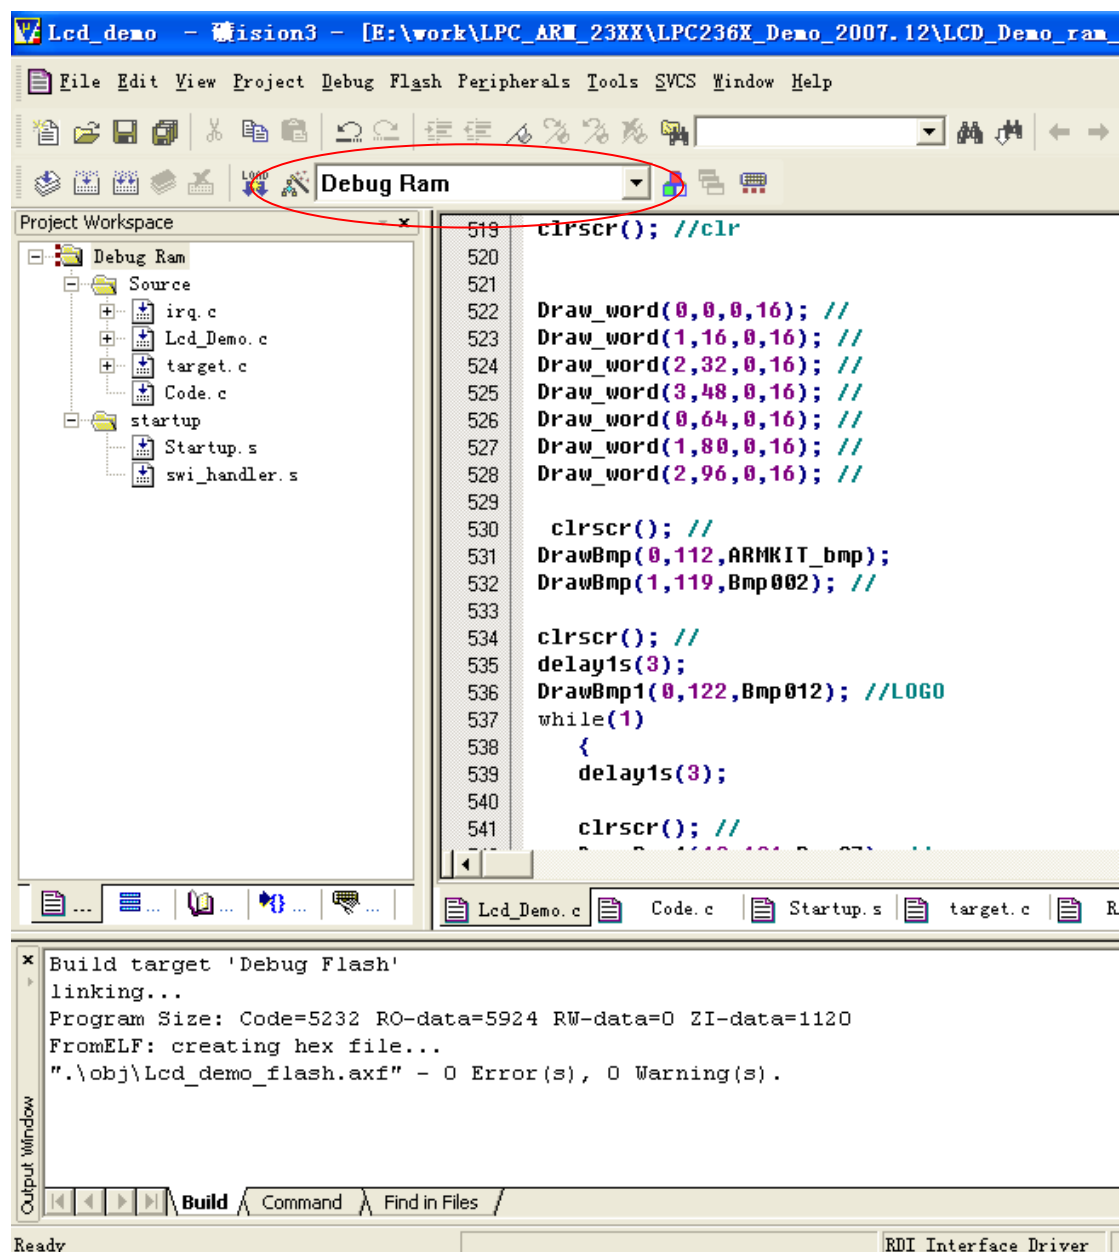 Lcd_demo - 礦ision3 - [E:\work\LPC_ARM_23XX\LPC236X_Demo_2007.12\LCD_Demo_ram_
File Edit View Project Debug Flash Peripherals Tools SVCS Window Help
LOAD Debug Ram
Project Workspace
Debug Ram
Source
irq.c
Lcd_Demo.c
target.c
Code.c
startup
Startup.s
swi_handler.s
519 clrscr(); //clr
520
521
522 Draw_word(0,0,0,16); //
523 Draw_word(1,16,0,16); //
524 Draw_word(2,32,0,16); //
525 Draw_word(3,48,0,16); //
526 Draw_word(0,64,0,16); //
527 Draw_word(1,80,0,16); //
528 Draw_word(2,96,0,16); //
529
530 clrscr(); //
531 DrawBmp(0,112,ARMKIT_bmp);
532 DrawBmp(1,119,Bmp002); //
533
534 clrscr(); //
535 delay1s(3);
536 DrawBmp1(0,122,Bmp012); //LOGO
537 while(1)
538 {
539 delay1s(3);
540
541 clrscr(); //
... ... ... ... ...
Lcd_Demo.c Code.c Startup.s target.c R
Build target 'Debug Flash'
linking...
Program Size: Code=5232 RO-data=5924 RW-data=0 ZI-data=1120
FromELF: creating hex file...
".\obj\Lcd_demo_flash.axf" - 0 Error(s), 0 Warning(s).
Output Window
Build Command Find in Files
Ready RDI Interface Driver